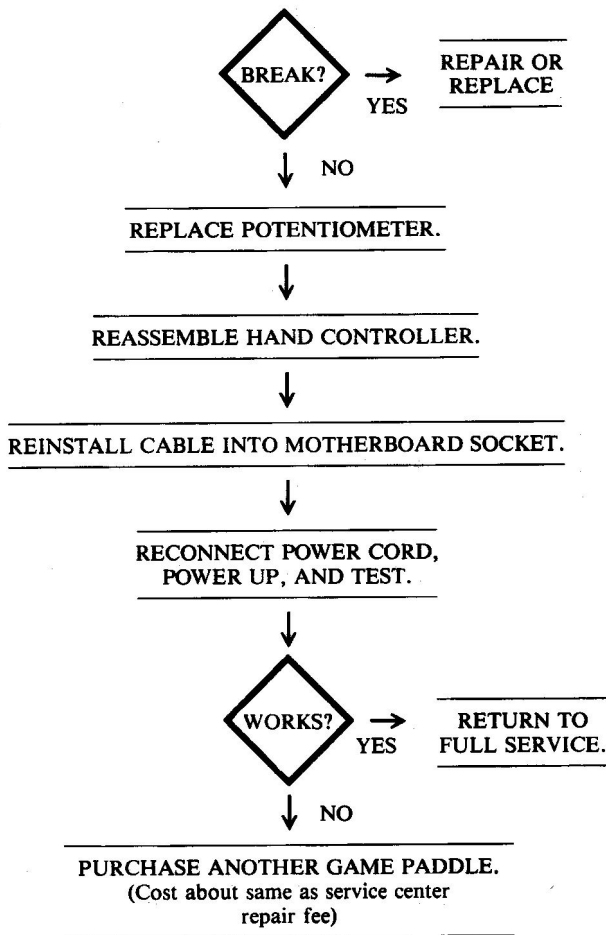 BREAK?
YES
REPAIR OR
REPLACE
NO
REPLACE POTENTIOMETER.
REASSEMBLE HAND CONTROLLER.
REINSTALL CABLE INTO MOTHERBOARD SOCKET.
RECONNECT POWER CORD,
POWER UP, AND TEST.
WORKS?
YES
RETURN TO
FULL SERVICE.
NO
PURCHASE ANOTHER GAME PADDLE.
(Cost about same as service center
repair fee)